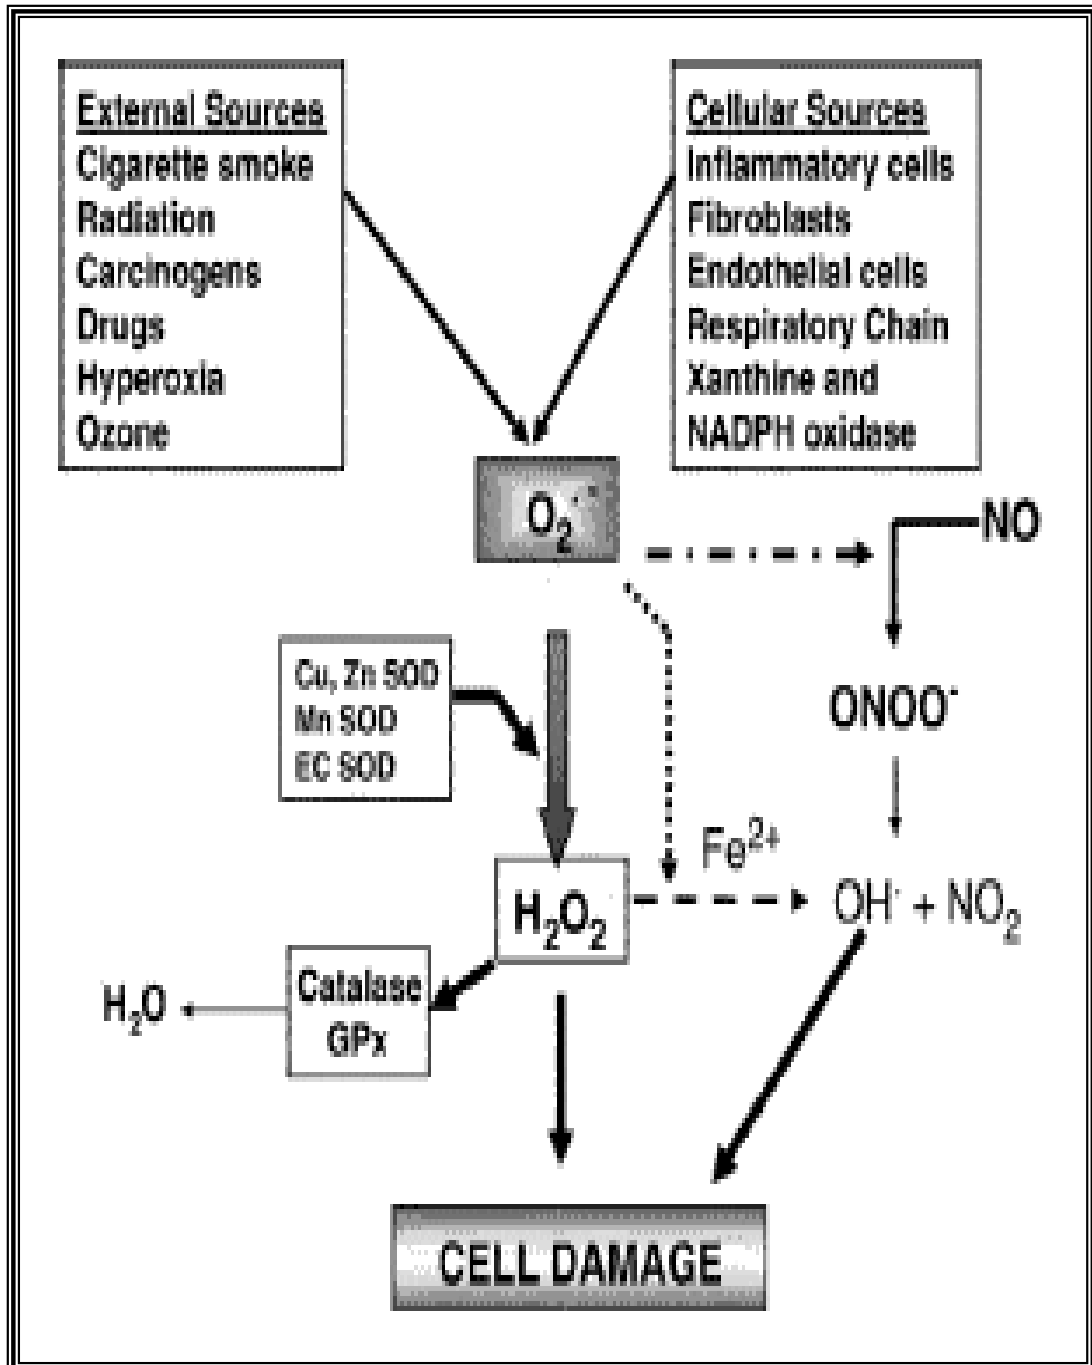 External Sources
Cigarette smoke
Radiation
Carcinogens
Drugs
Hyperoxia
Ozone
Cellular Sources
Inflammatory cells
Fibroblasts
Endothelial cells
Respiratory Chain
Xanthine and
NADPH oxidase
O₂˙⁻
NO
Cu, Zn SOD
Mn SOD
EC SOD
ONOO⁻
Fe²⁺
H₂O₂
OH˙ + NO₂
Catalase
GPx
H₂O
CELL DAMAGE